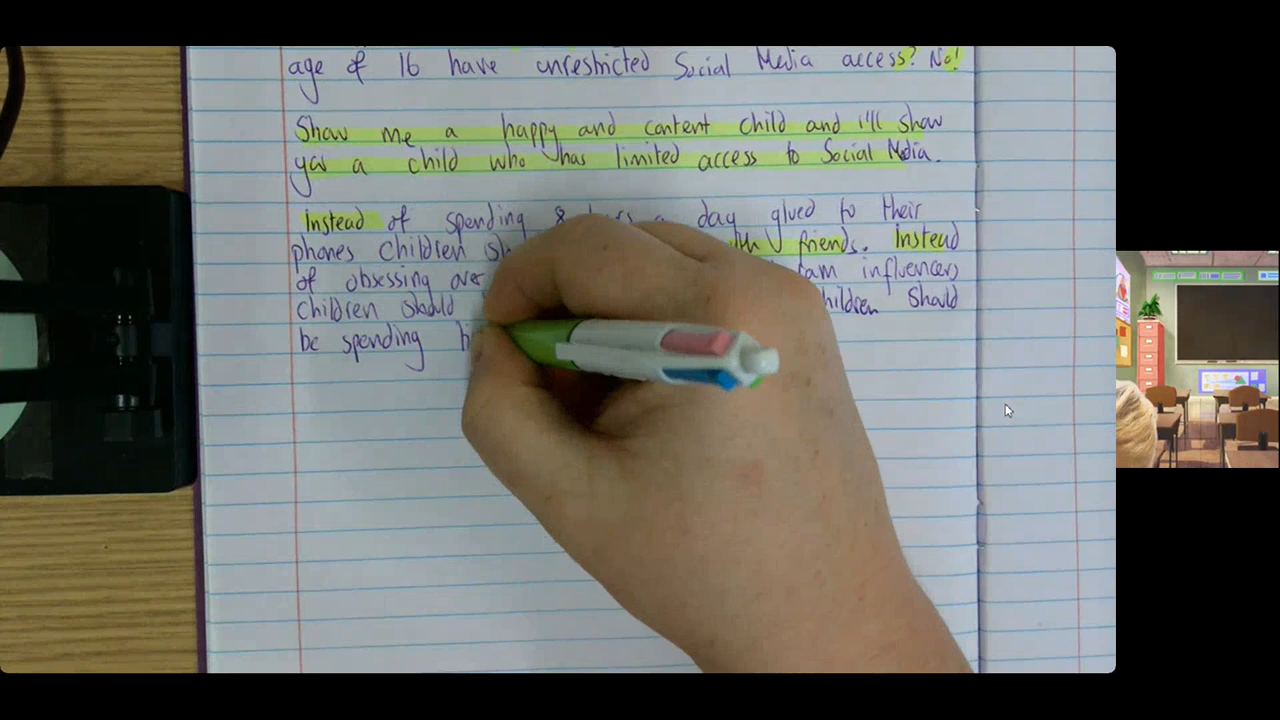 age of 16 have unrestricted Social Media access? No!
Show me a happy and content child and i'll show
you a child who has limited access to Social Media.
Instead of spending 8 day glued to their
phones Children friends. Instead
of obsessing over influencers
children should children should
be spending